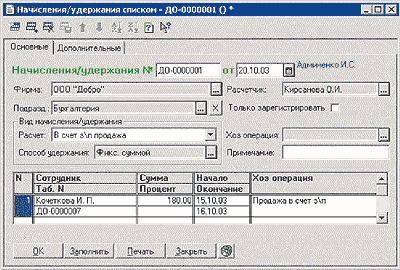 Начисления/удержания списком - ДО-0000001 () *
Основные Дополнительные
Начисления/удержания № ДО-0000001 от 20.10.03 Админенко И.С.
Фирма: ООО "Добро" ... Расчетчик: Кирсанова О.И. ...
Подразд.: Бухгалтерия ... X Только зарегистрировать
Вид начисления/удержания
Расчет: В счет з\п продажа Хоз операция: ...
Способ удержания: Фикс. суммой Примечание:
N Сотрудник Сумма Начало Хоз операция
Таб. N Процент Окончание
1 Кочеткова И. П. 180.00 15.10.03 Продажа в счет з\п
ДО-0000007 16.10.03
OK Заполнить Печать Закрыть